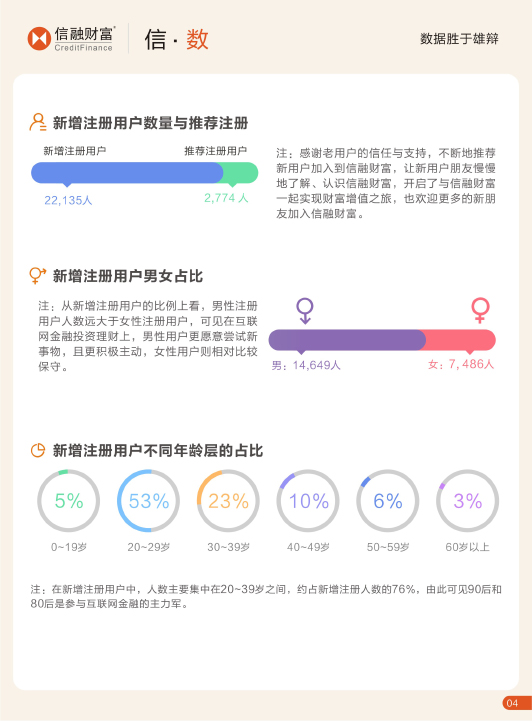 信融财富®
CreditFinance
信·数
数据胜于雄辩
新增注册用户数量与推荐注册
新增注册用户
推荐注册用户
22,135人
2,774 人
注：感谢老用户的信任与支持，不断地推荐
新用户加入到信融财富，让新用户朋友慢慢
地了解、认识信融财富，开启了与信融财富
一起实现财富增值之旅，也欢迎更多的新朋
友加入信融财富。
新增注册用户男女占比
注：从新增注册用户的比例上看，男性注册
用户人数远大于女性注册用户，可见在互联
网金融投资理财上，男性用户更愿意尝试新
事物，且更积极主动，女性用户则相对比较
保守。
男：14,649人
女：7,486人
新增注册用户不同年龄层的占比
5%
53%
23%
10%
6%
3%
0~19岁
20~29岁
30~39岁
40~49岁
50~59岁
60岁以上
注：在新增注册用户中，人数主要集中在20~39岁之间，约占新增注册人数的76%，由此可见90后和
80后是参与互联网金融的主力军。
04